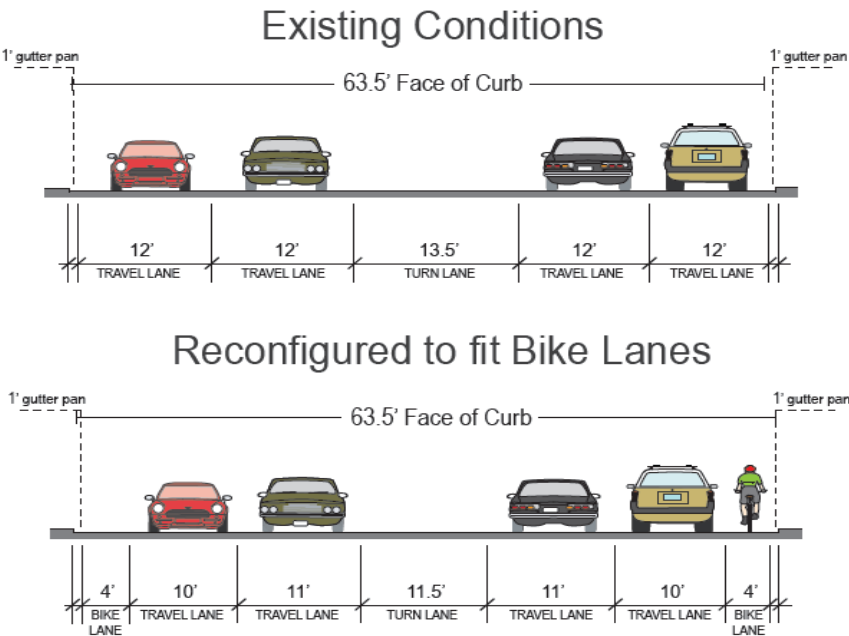 Existing Conditions
1' gutter pan
1' gutter pan
63.5' Face of Curb
12' 12' 13.5' 12' 12'
TRAVEL LANE TRAVEL LANE TURN LANE TRAVEL LANE TRAVEL LANE
Reconfigured to fit Bike Lanes
1' gutter pan
1' gutter pan
63.5' Face of Curb
4' 10' 11' 11.5' 11' 10' 4'
BIKE LANE TRAVEL LANE TRAVEL LANE TURN LANE TRAVEL LANE TRAVEL LANE BIKE LANE